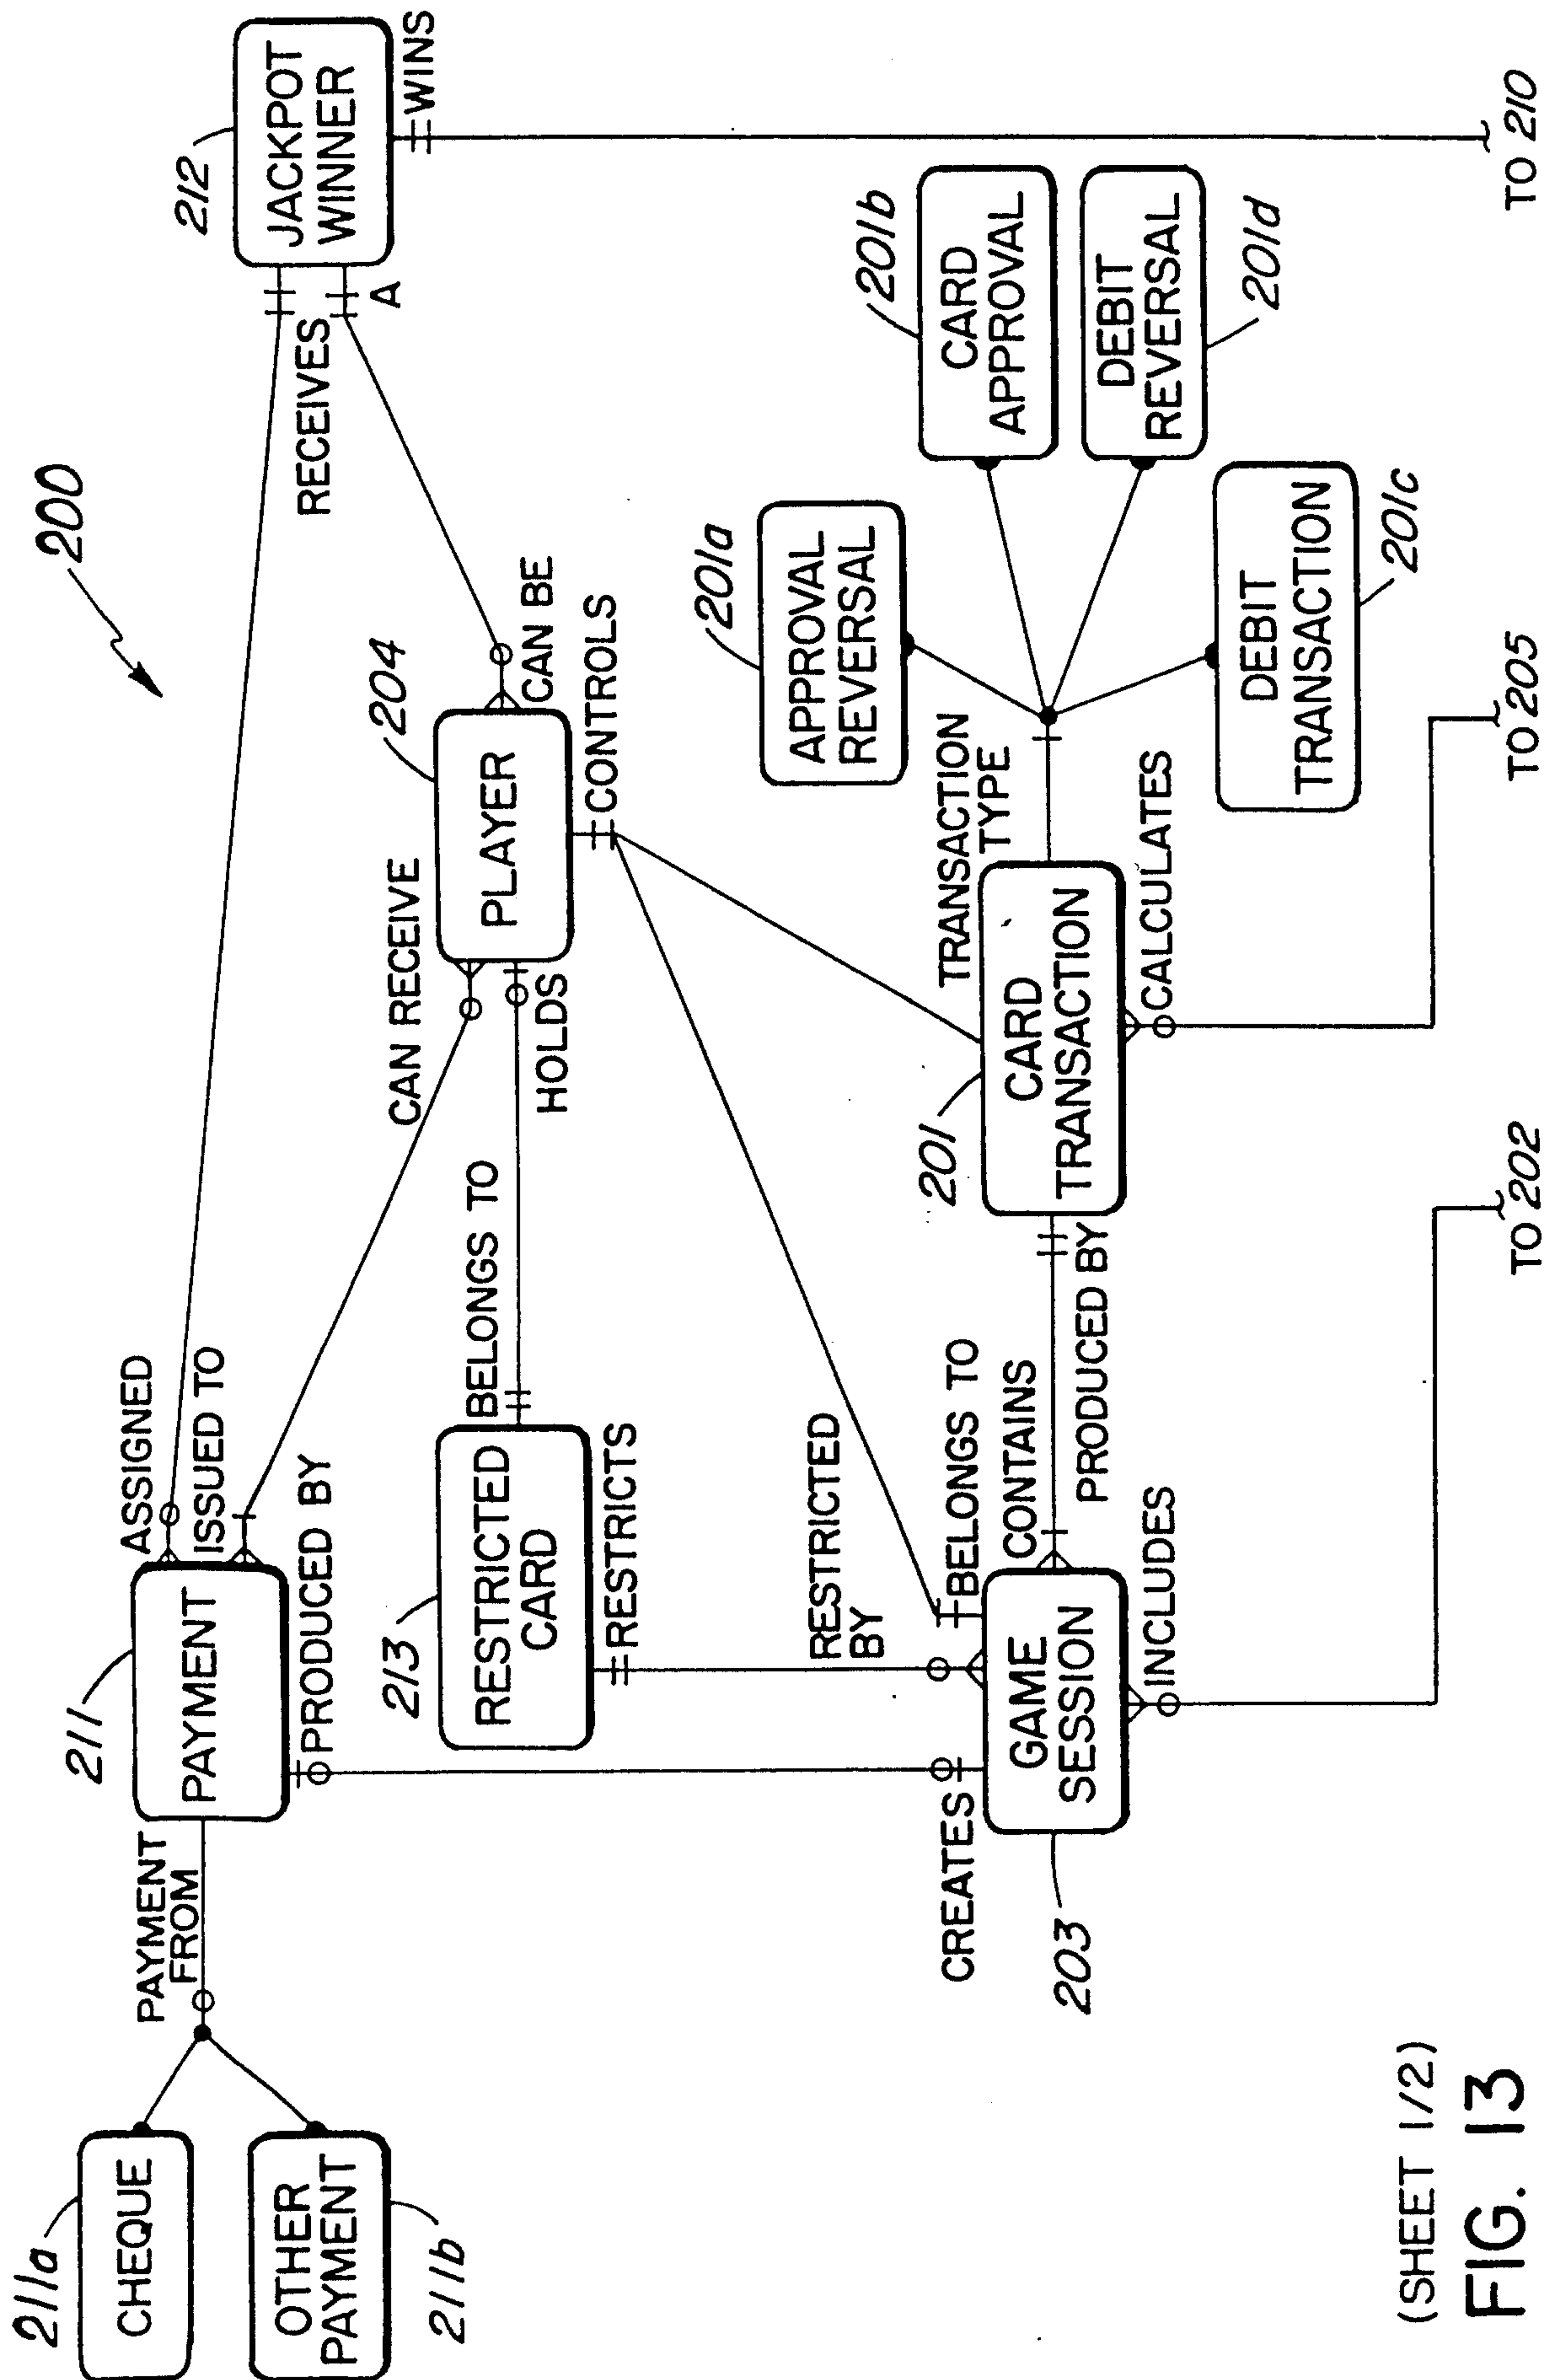 200
211a
CHEQUE
OTHER
PAYMENT
211b
PAYMENT
FROM
211
PAYMENT
ASSIGNED
ISSUED TO
PRODUCED BY
RECEIVES
A
212
JACKPOT
WINNER
WINS
213
RESTRICTED
CARD
BELONGS TO
RESTRICTS
CAN RECEIVE
HOLDS
204
PLAYER
CAN BE
CONTROLS
RESTRICTED
BY
CREATES
203
GAME
SESSION
BELONGS TO
CONTAINS
INCLUDES
PRODUCED BY
201
CARD
TRANSACTION
TRANSACTION
TYPE
CALCULATES
201a
APPROVAL
REVERSAL
201b
CARD
APPROVAL
DEBIT
REVERSAL
201d
DEBIT
TRANSACTION
201c
TO 202
TO 205
TO 210
(SHEET 1/2)
FIG. 13